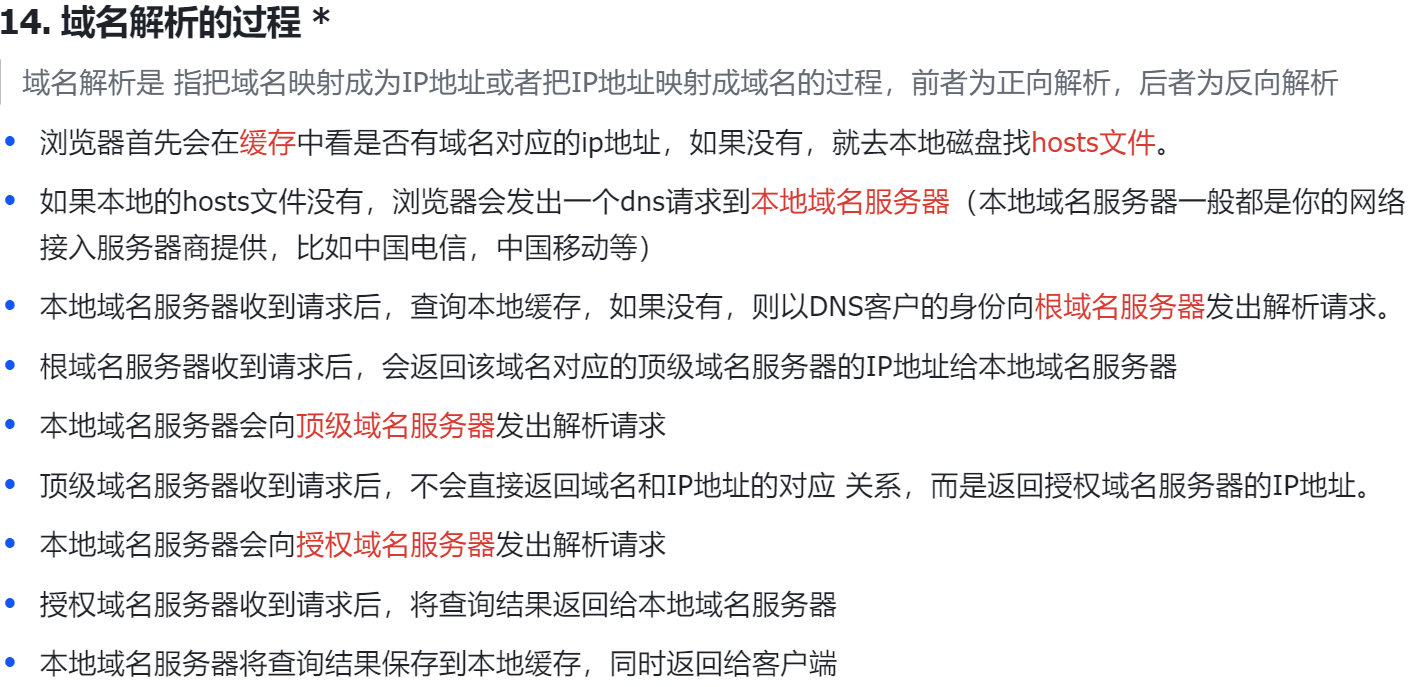 14. 域名解析的过程 *
域名解析是 指把域名映射成为IP地址或者把IP地址映射成域名的过程，前者为正向解析，后者为反向解析
浏览器首先会在缓存中看是否有域名对应的ip地址，如果没有，就去本地磁盘找hosts文件。
如果本地的hosts文件没有，浏览器会发出一个dns请求到本地域名服务器（本地域名服务器一般都是你的网络
接入服务器商提供，比如中国电信，中国移动等）
本地域名服务器收到请求后，查询本地缓存，如果没有，则以DNS客户的身份向根域名服务器发出解析请求。
根域名服务器收到请求后，会返回该域名对应的顶级域名服务器的IP地址给本地域名服务器
本地域名服务器会向顶级域名服务器发出解析请求
顶级域名服务器收到请求后，不会直接返回域名和IP地址的对应 关系，而是返回授权域名服务器的IP地址。
本地域名服务器会向授权域名服务器发出解析请求
授权域名服务器收到请求后，将查询结果返回给本地域名服务器
本地域名服务器将查询结果保存到本地缓存，同时返回给客户端